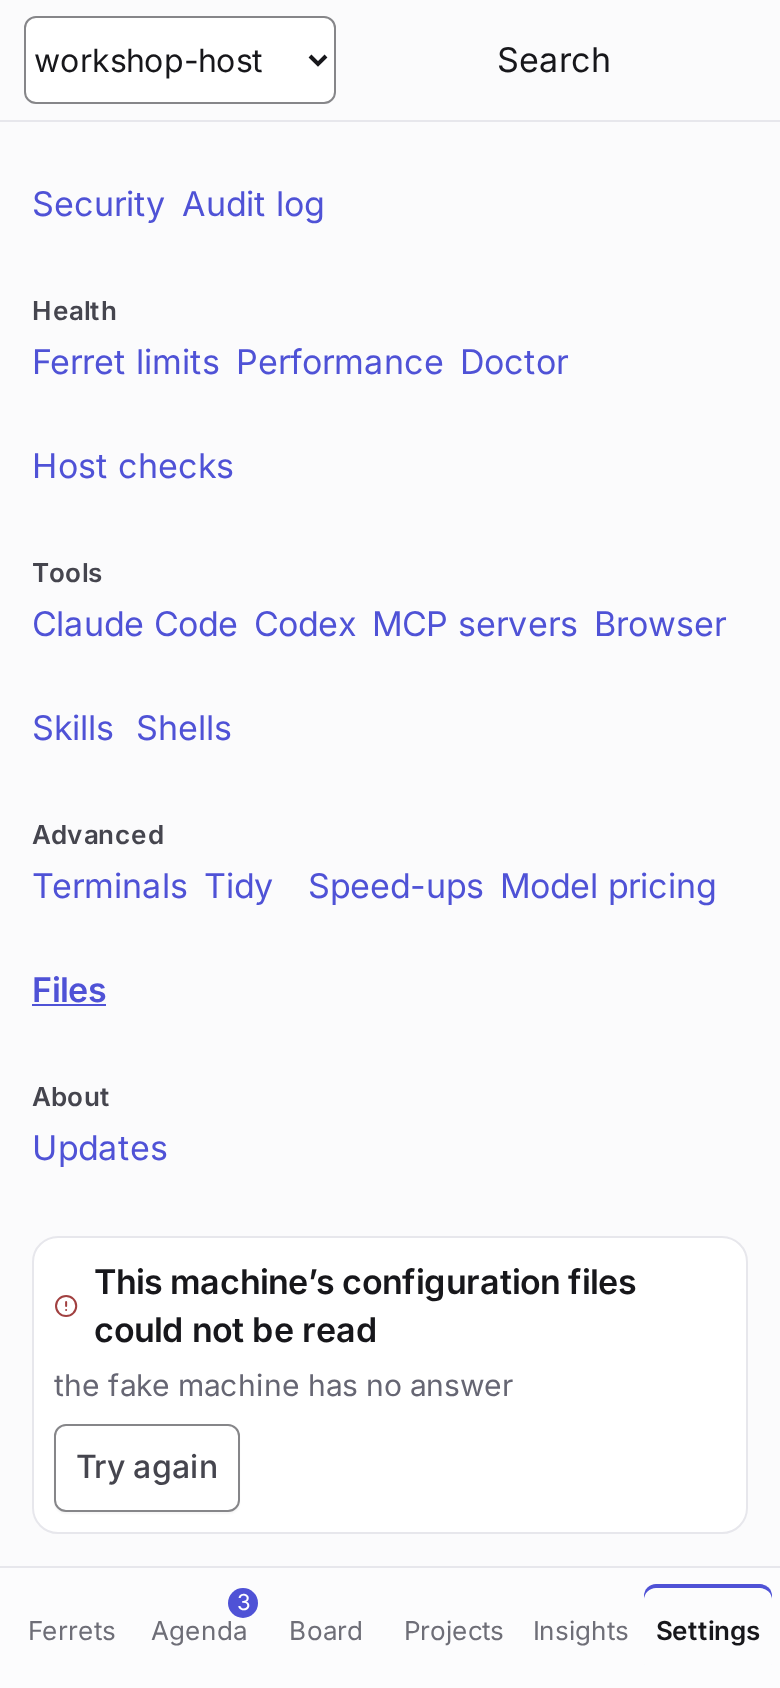 workshop-host Search
Security Audit log
Health
Ferret limits Performance Doctor
Host checks
Tools
Claude Code Codex MCP servers Browser
Skills Shells
Advanced
Terminals Tidy Speed-ups Model pricing
Files
About
Updates
This machine’s configuration files
could not be read
the fake machine has no answer
Try again
3
Ferrets Agenda Board Projects Insights Settings